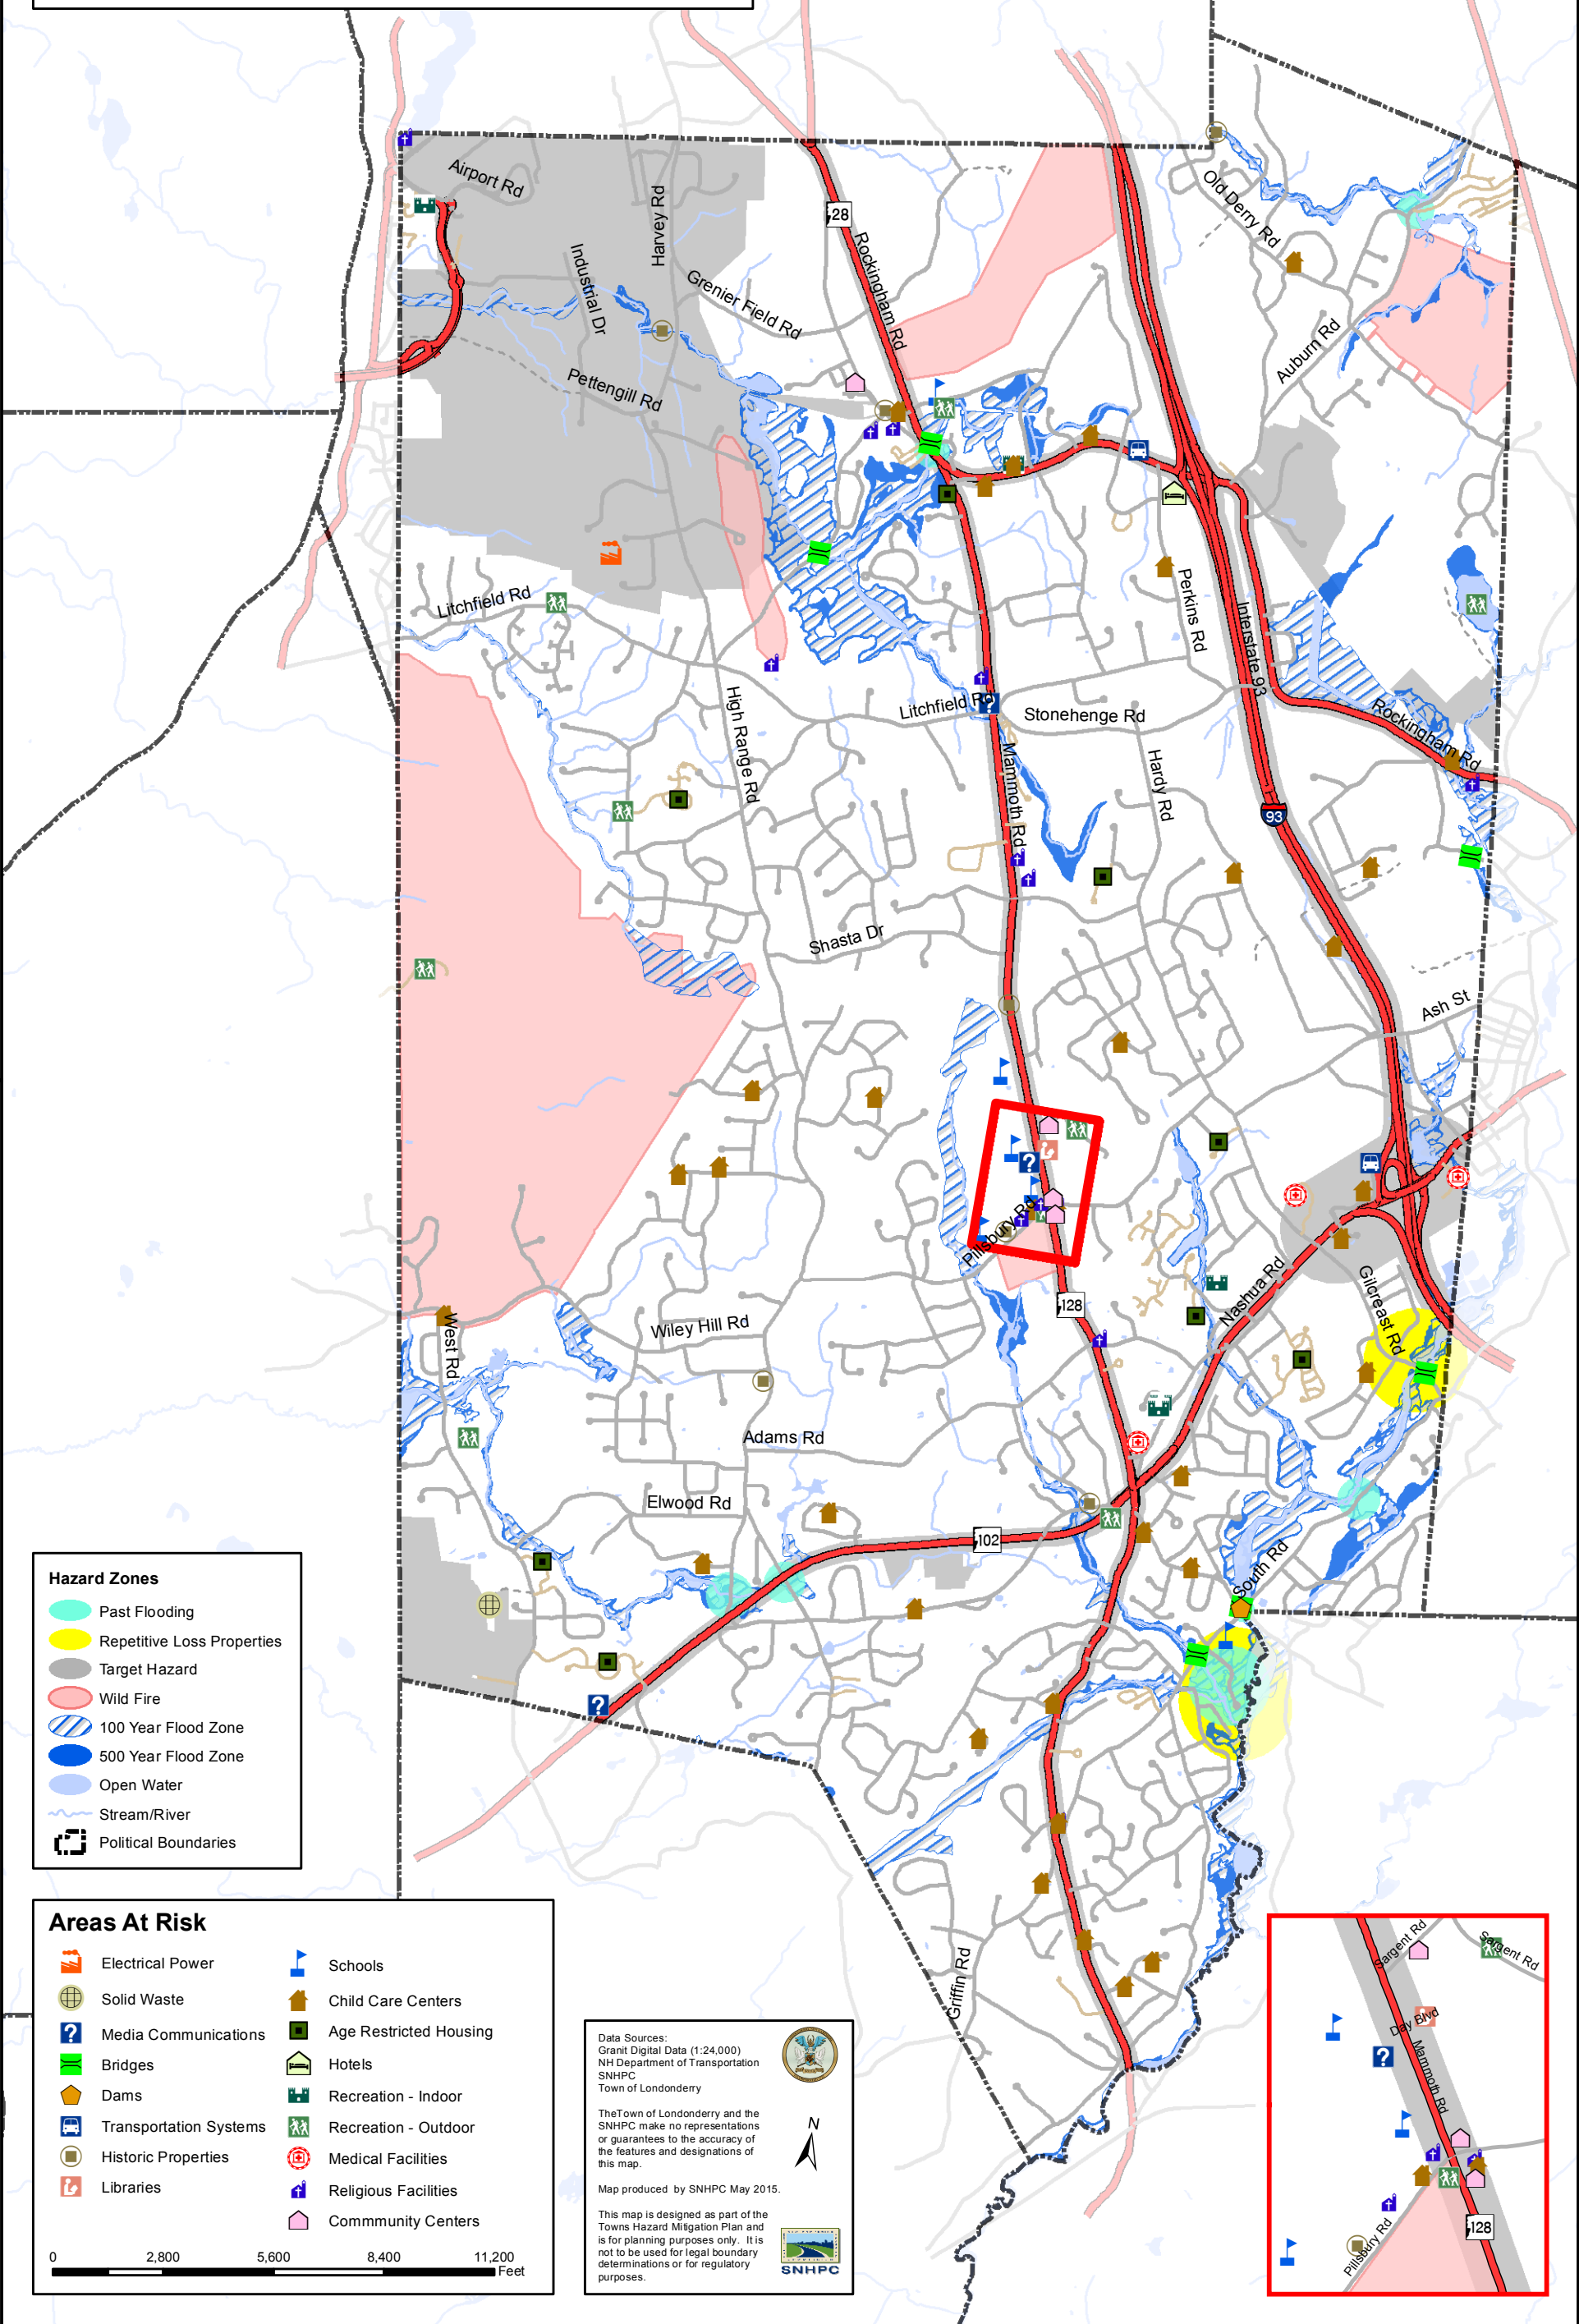 Airport Rd
Harvey Rd
Industrial Dr
28
Rockingham Rd
Grenier Field Rd
Old Derry Rd
Auburn Rd
Pettengill Rd
Litchfield Rd
Perkins Rd
Interstate 93
High Range Rd
Litchfield Rd
Stonehenge Rd
Rockingham Rd
Mammoth Rd
Hardy Rd
93
Shasta Dr
Ash St
Pillsbury Rd
128
Nashua Rd
Gilcreast Rd
West Rd
Wiley Hill Rd
Adams Rd
Elwood Rd
102
South Rd
Griffin Rd
Hazard Zones
Past Flooding
Repetitive Loss Properties
Target Hazard
Wild Fire
100 Year Flood Zone
500 Year Flood Zone
Open Water
Stream/River
Political Boundaries
Areas At Risk
Electrical Power
Solid Waste
Media Communications
Bridges
Dams
Transportation Systems
Historic Properties
Libraries
Schools
Child Care Centers
Age Restricted Housing
Hotels
Recreation - Indoor
Recreation - Outdoor
Medical Facilities
Religious Facilities
Commmunity Centers
0 2,800 5,600 8,400 11,200
Feet
Data Sources:
Granit Digital Data (1:24,000)
NH Department of Transportation
SNHPC
Town of Londonderry
TheTown of Londonderry and the
SNHPC make no representations
or guarantees to the accuracy of
the features and designations of
this map.
Map produced by SNHPC May 2015.
This map is designed as part of the
Towns Hazard Mitigation Plan and
is for planning purposes only. It is
not to be used for legal boundary
determinations or for regulatory
purposes.
N
SNHPC
Sargent Rd
Sargent Rd
Day Blvd
Mammoth Rd
128
Pillsbury Rd